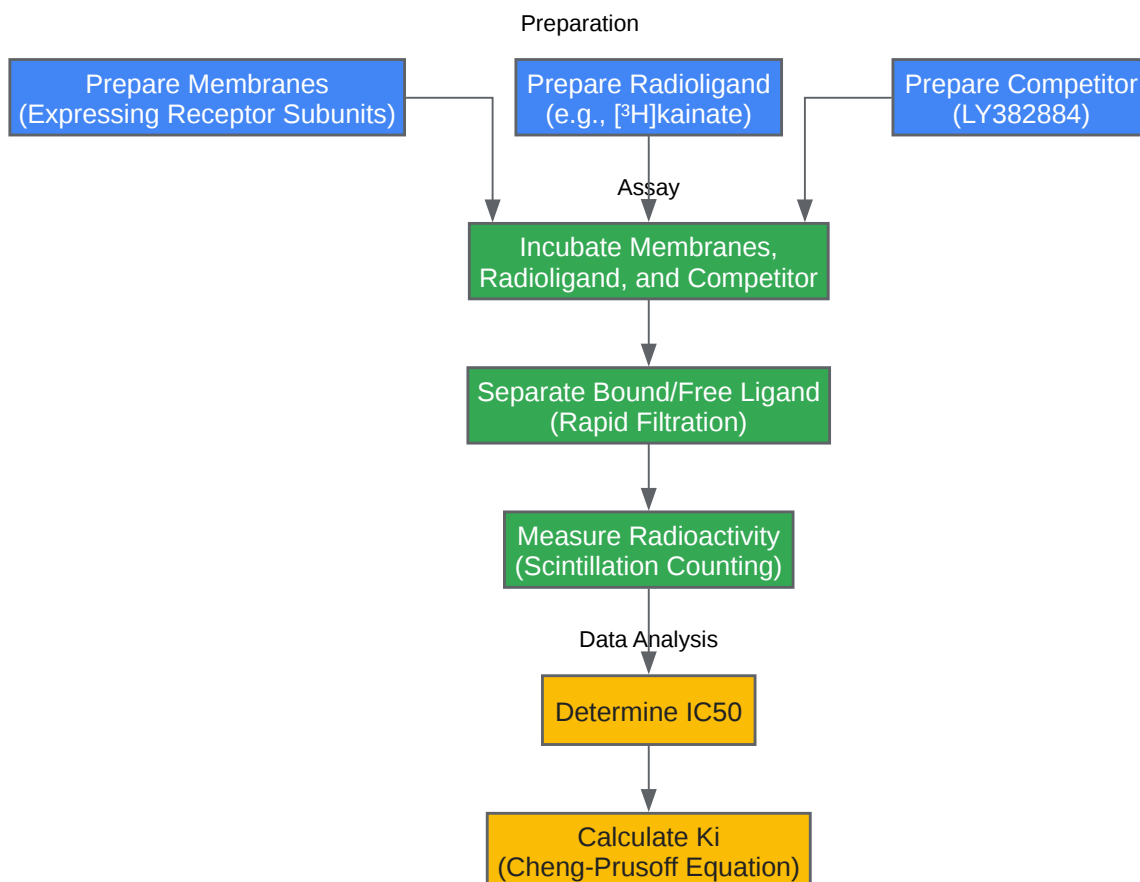 Preparation
Prepare Membranes
(Expressing Receptor Subunits)
Prepare Radioligand
(e.g., [³H]kainate)
Prepare Competitor
(LY382884)
Assay
Incubate Membranes,
Radioligand, and Competitor
Separate Bound/Free Ligand
(Rapid Filtration)
Measure Radioactivity
(Scintillation Counting)
Data Analysis
Determine IC50
Calculate Ki
(Cheng-Prusoff Equation)